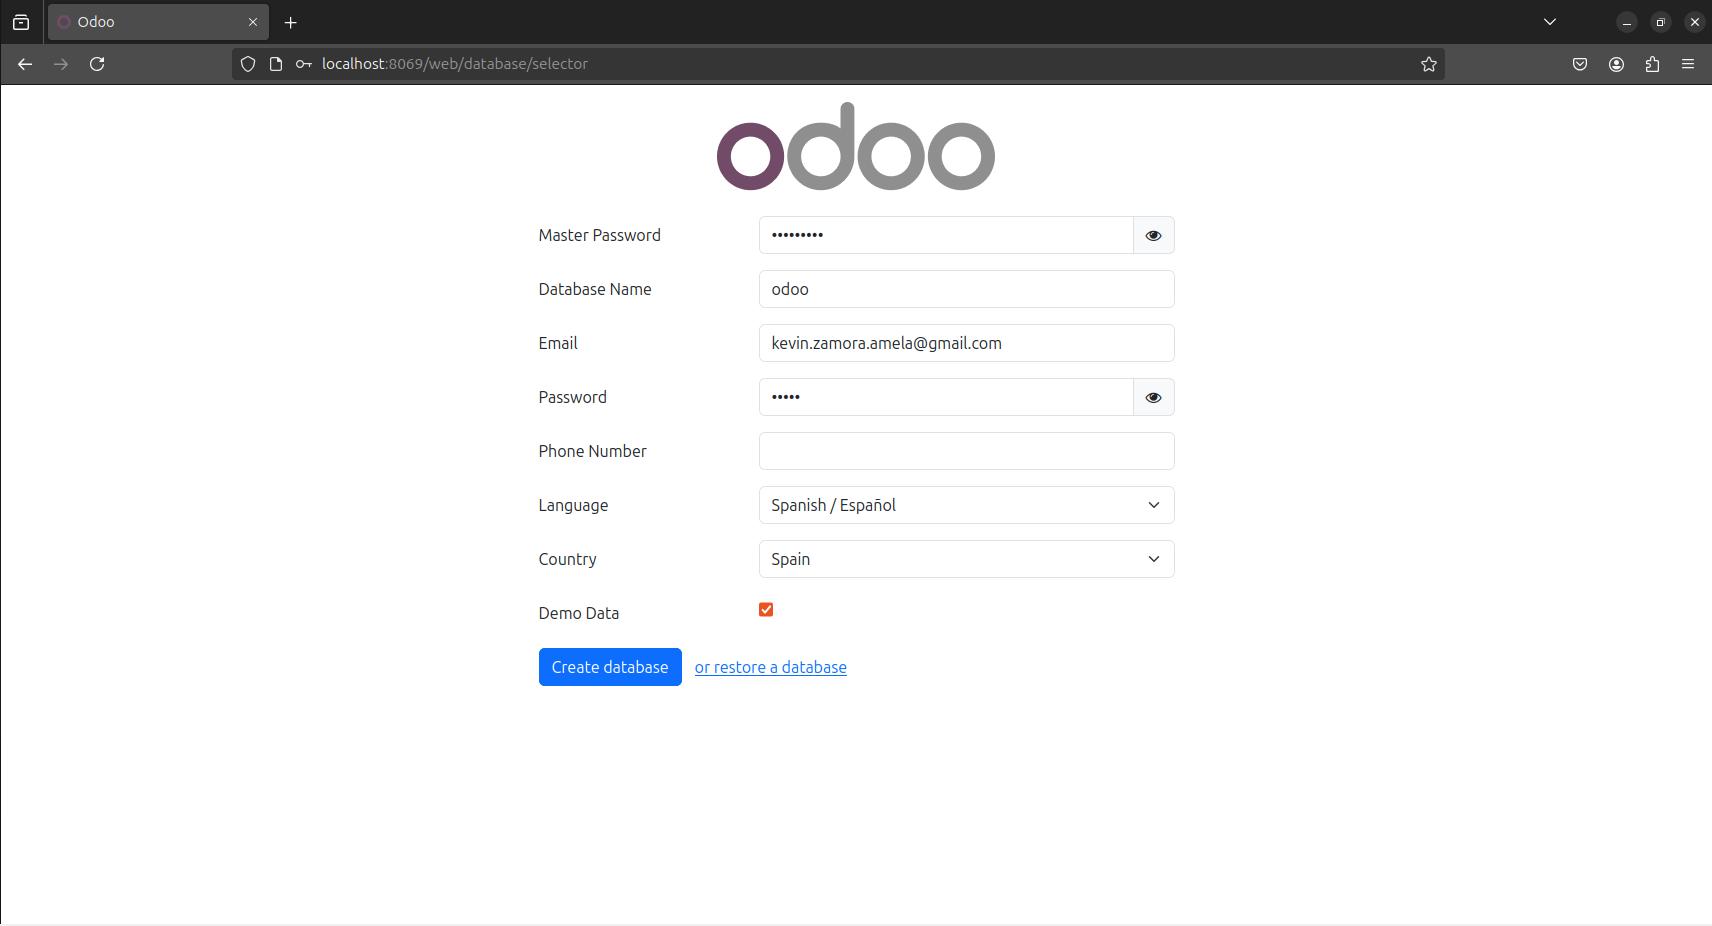 Odoo
localhost:8069/web/database/selector
odoo
Master Password •••••••••
Database Name odoo
Email kevin.zamora.amela@gmail.com
Password •••••
Phone Number
Language Spanish / Español
Country Spain
Demo Data
Create database or restore a database